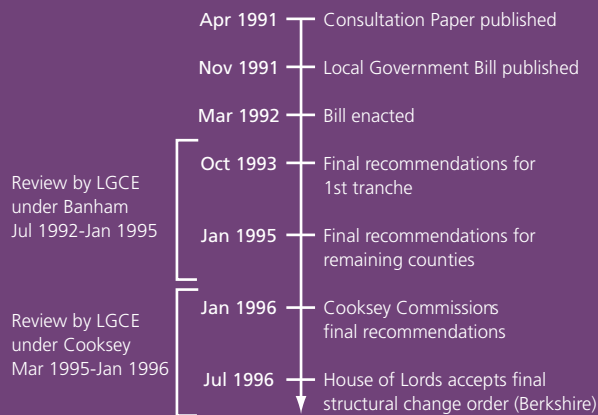 Apr 1991 Consultation Paper published
Nov 1991 Local Government Bill published
Mar 1992 Bill enacted
Review by LGCE
under Banham
Jul 1992-Jan 1995
Oct 1993 Final recommendations for
1st tranche
Jan 1995 Final recommendations for
remaining counties
Review by LGCE
under Cooksey
Mar 1995-Jan 1996
Jan 1996 Cooksey Commissions
final recommendations
Jul 1996 House of Lords accepts final
structural change order (Berkshire)